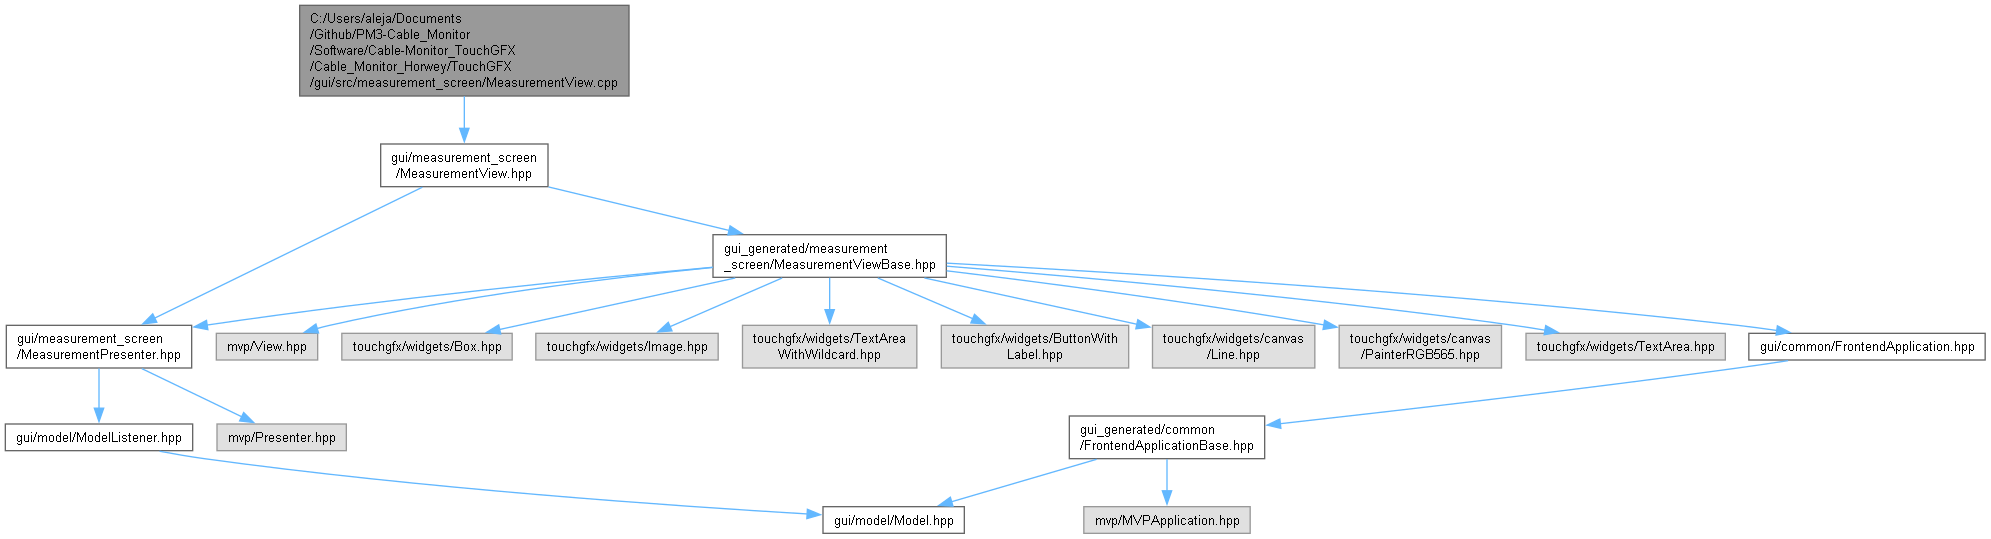 C:/Users/aleja/Documents
/Github/PM3-Cable_Monitor
/Software/Cable-Monitor_TouchGFX
/Cable_Monitor_Horwey/TouchGFX
/gui/src/measurement_screen/MeasurementView.cpp
gui/measurement_screen
/MeasurementView.hpp
gui_generated/measurement
_screen/MeasurementViewBase.hpp
gui/measurement_screen
/MeasurementPresenter.hpp
mvp/View.hpp
touchgfx/widgets/Box.hpp
touchgfx/widgets/Image.hpp
touchgfx/widgets/TextArea
WithWildcard.hpp
touchgfx/widgets/ButtonWith
Label.hpp
touchgfx/widgets/canvas
/Line.hpp
touchgfx/widgets/canvas
/PainterRGB565.hpp
touchgfx/widgets/TextArea.hpp
gui/common/FrontendApplication.hpp
gui/model/ModelListener.hpp
mvp/Presenter.hpp
gui_generated/common
/FrontendApplicationBase.hpp
gui/model/Model.hpp
mvp/MVPApplication.hpp